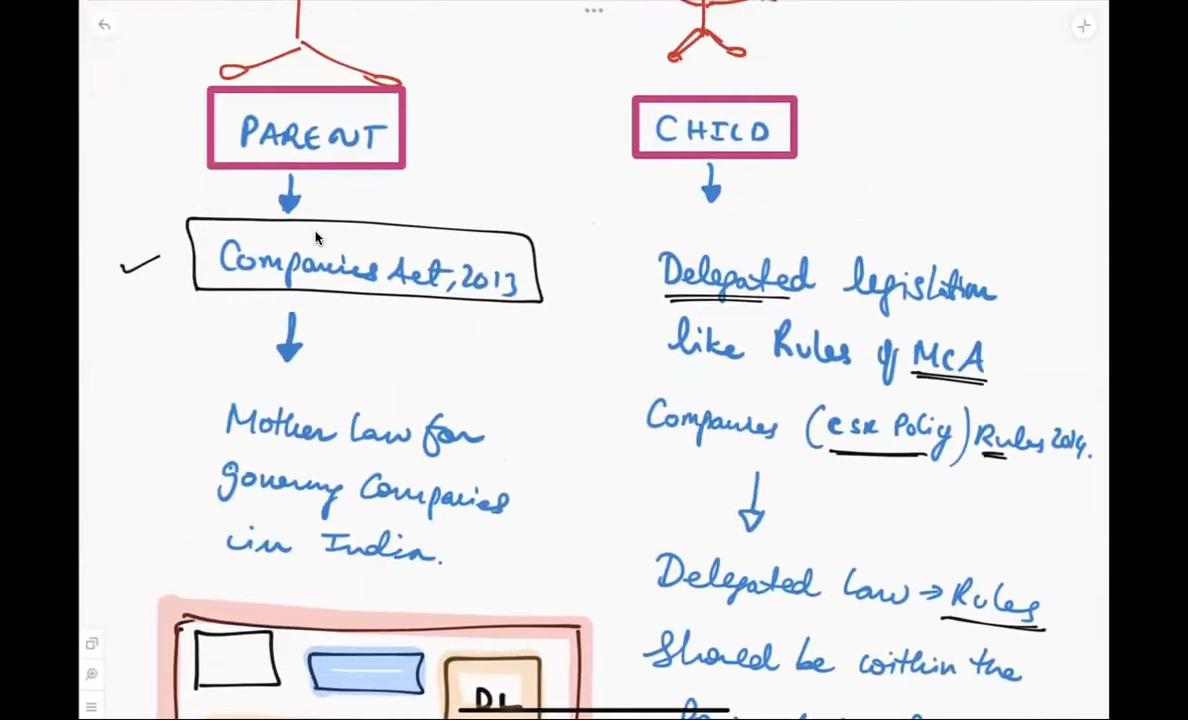 PARENT
Companies Act, 2013
Mother Law for
governing Companies
in India.
CHILD
Delegated legislation
like Rules of MCA
Companies (CSR Policy) Rules 2014.
Delegated Law → Rules
Should be within the
DL